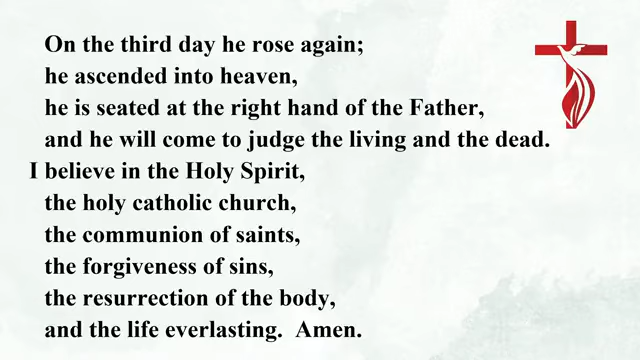 On the third day he rose again;
he ascended into heaven,
he is seated at the right hand of the Father,
and he will come to judge the living and the dead.
I believe in the Holy Spirit,
the holy catholic church,
the communion of saints,
the forgiveness of sins,
the resurrection of the body,
and the life everlasting.  Amen.